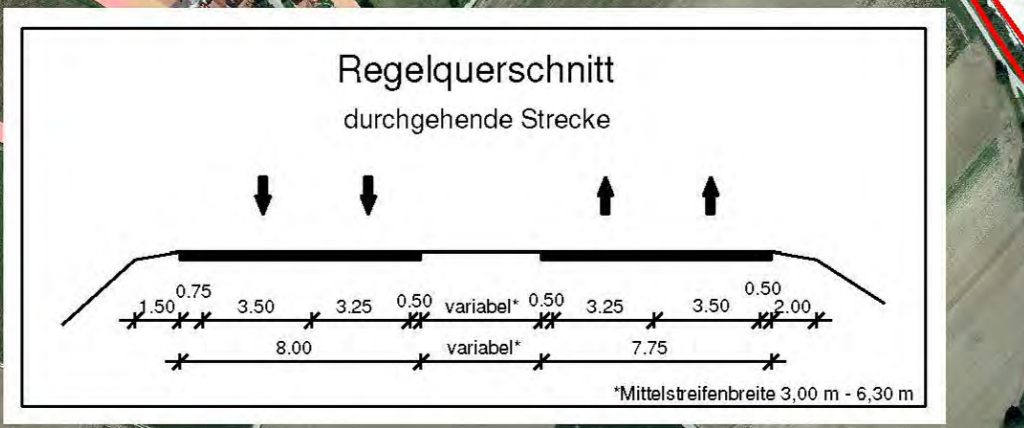 Regelquerschnitt
durchgehende Strecke
1.50 0.75 3.50 3.25 0.50 variabel* 0.50 3.25 3.50 0.50 2.00
8.00 variabel* 7.75
*Mittelstreifenbreite 3,00 m - 6,30 m